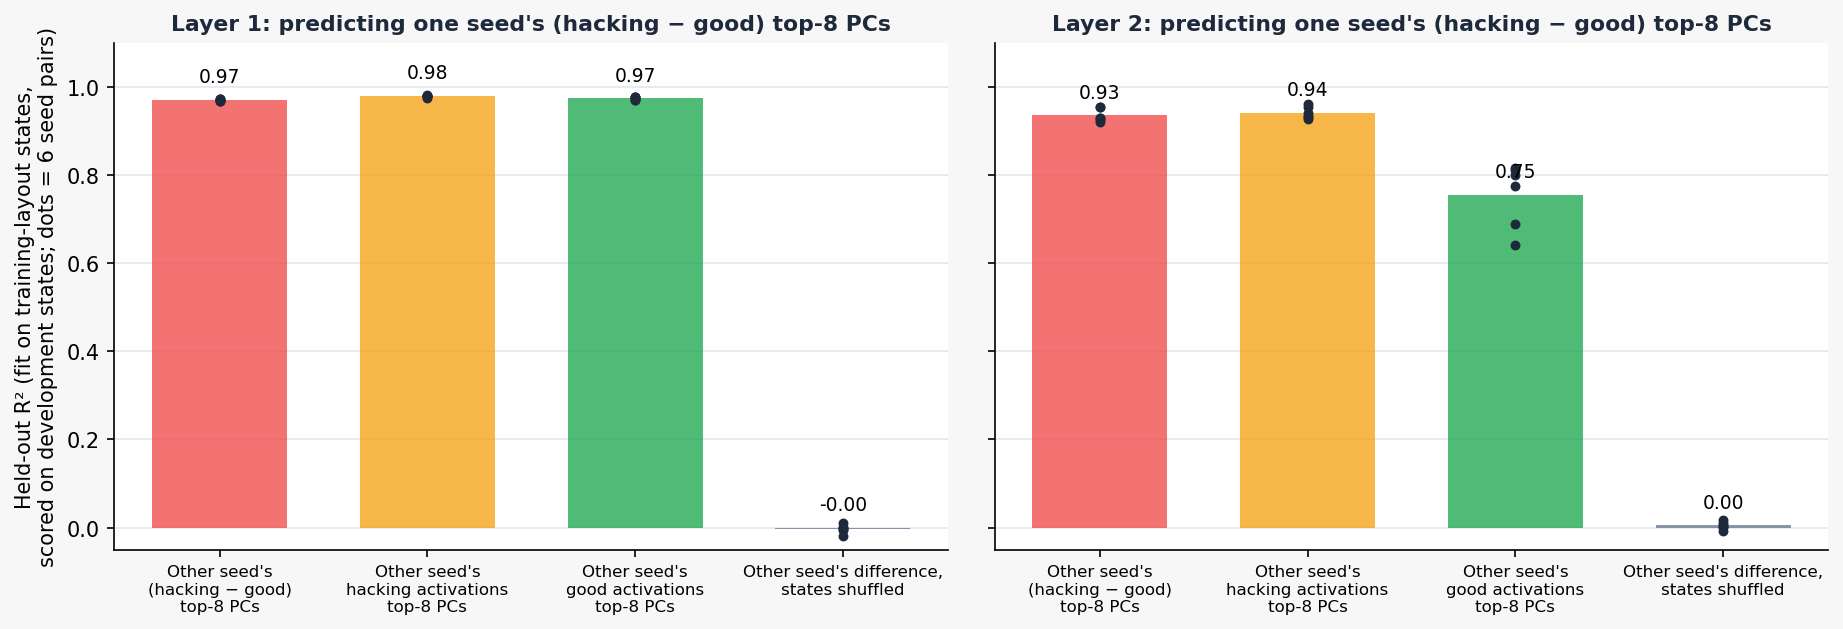 Layer 1: predicting one seed's (hacking − good) top-8 PCs
Held-out R² (fit on training-layout states,
scored on development states; dots = 6 seed pairs)
1.0
0.8
0.6
0.4
0.2
0.0
0.97
0.98
0.97
-0.00
Other seed's
(hacking − good)
top-8 PCs
Other seed's
hacking activations
top-8 PCs
Other seed's
good activations
top-8 PCs
Other seed's difference,
states shuffled
Layer 2: predicting one seed's (hacking − good) top-8 PCs
0.93
0.94
0.75
0.00
Other seed's
(hacking − good)
top-8 PCs
Other seed's
hacking activations
top-8 PCs
Other seed's
good activations
top-8 PCs
Other seed's difference,
states shuffled